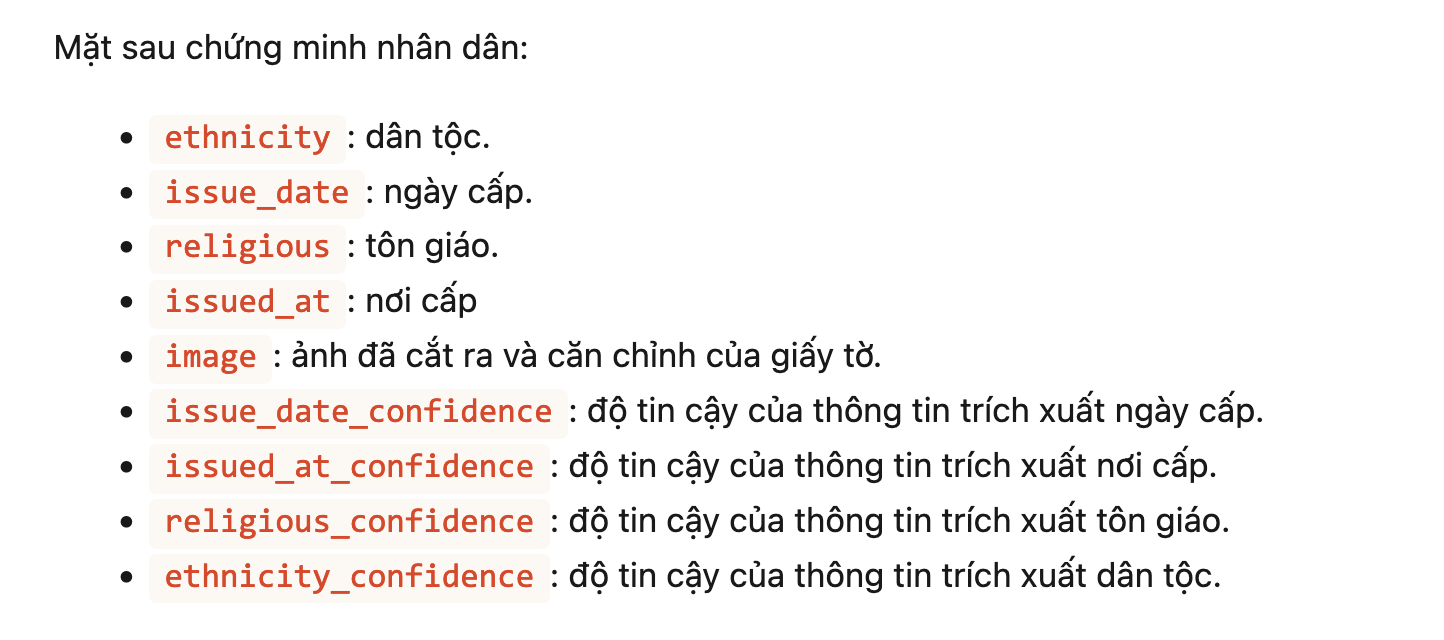 Mặt sau chứng minh nhân dân:
• ethnicity : dân tộc.
• issue_date : ngày cấp.
• religious : tôn giáo.
• issued_at : nơi cấp
• image : ảnh đã cắt ra và căn chỉnh của giấy tờ.
• issue_date_confidence : độ tin cậy của thông tin trích xuất ngày cấp.
• issued_at_confidence : độ tin cậy của thông tin trích xuất nơi cấp.
• religious_confidence : độ tin cậy của thông tin trích xuất tôn giáo.
• ethnicity_confidence : độ tin cậy của thông tin trích xuất dân tộc.